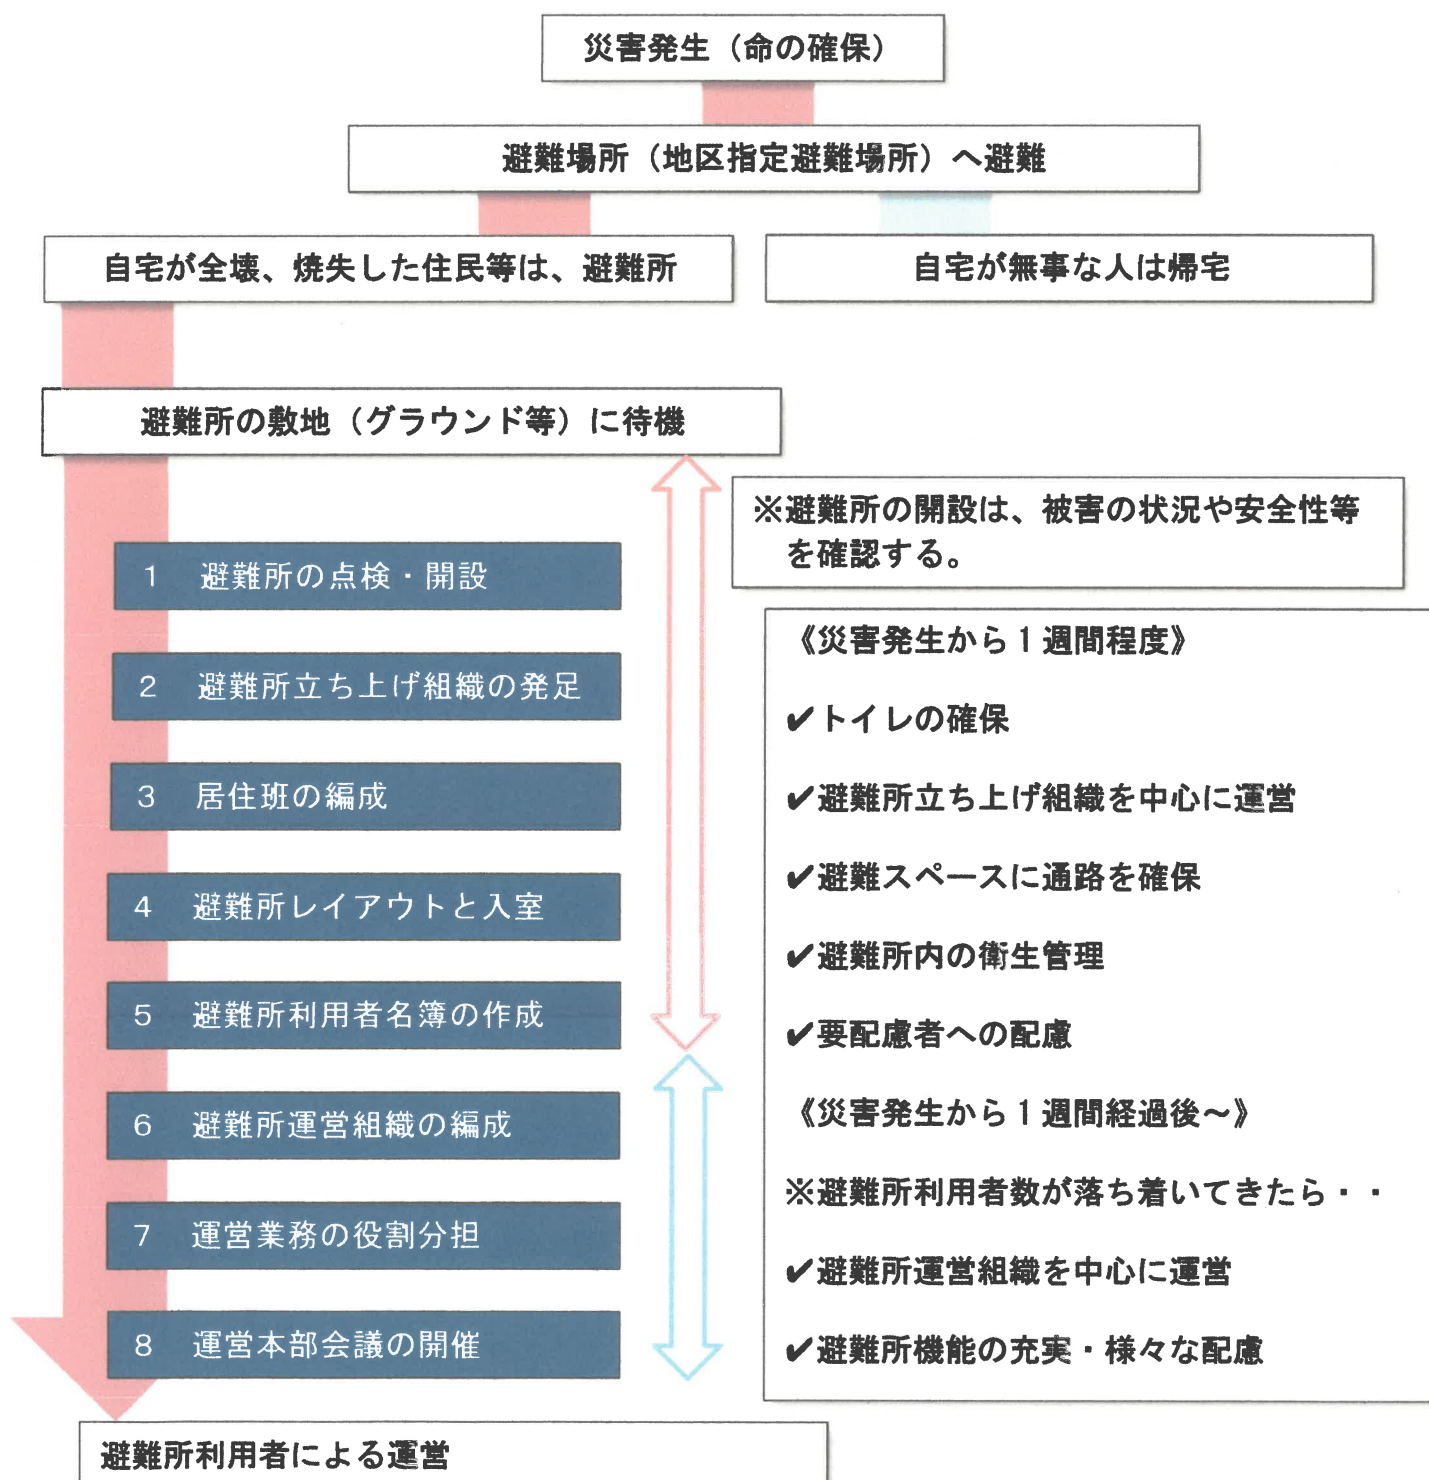 災害発生（命の確保）
避難場所（地区指定避難場所）へ避難
自宅が全壊、焼失した住民等は、避難所
自宅が無事な人は帰宅
避難所の敷地（グラウンド等）に待機
※避難所の開設は、被害の状況や安全性等
を確認する。
1 避難所の点検・開設
2 避難所立ち上げ組織の発足
3 居住班の編成
4 避難所レイアウトと入室
5 避難所利用者名簿の作成
6 避難所運営組織の編成
7 運営業務の役割分担
8 運営本部会議の開催
《災害発生から１週間程度》
✔トイレの確保
✔避難所立ち上げ組織を中心に運営
✔避難スペースに通路を確保
✔避難所内の衛生管理
✔要配慮者への配慮
《災害発生から１週間経過後～》
※避難所利用者数が落ち着いてきたら・・
✔避難所運営組織を中心に運営
✔避難所機能の充実・様々な配慮
避難所利用者による運営